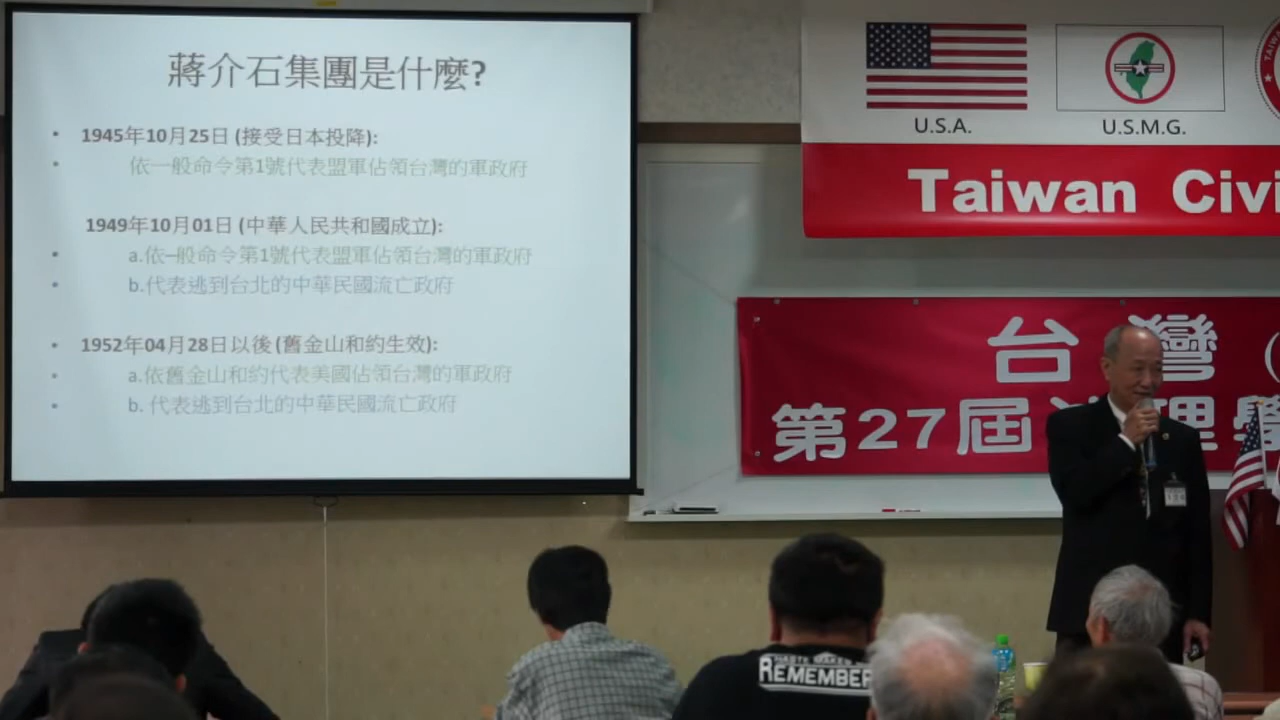 蔣介石集團是什麼?
• 1945年10月25日 (接受日本投降):
• 依一般命令第1號代表盟軍佔領台灣的軍政府
1949年10月01日 (中華人民共和國成立):
• a.依一般命令第1號代表盟軍佔領台灣的軍政府
• b.代表逃到台北的中華民國流亡政府
• 1952年04月28日以後 (舊金山和約生效):
• a.依舊金山和約代表美國佔領台灣的軍政府
• b. 代表逃到台北的中華民國流亡政府
U.S.A.
U.S.M.G.
Taiwan Civi
台灣(
第27屆 理學
REMEMBER